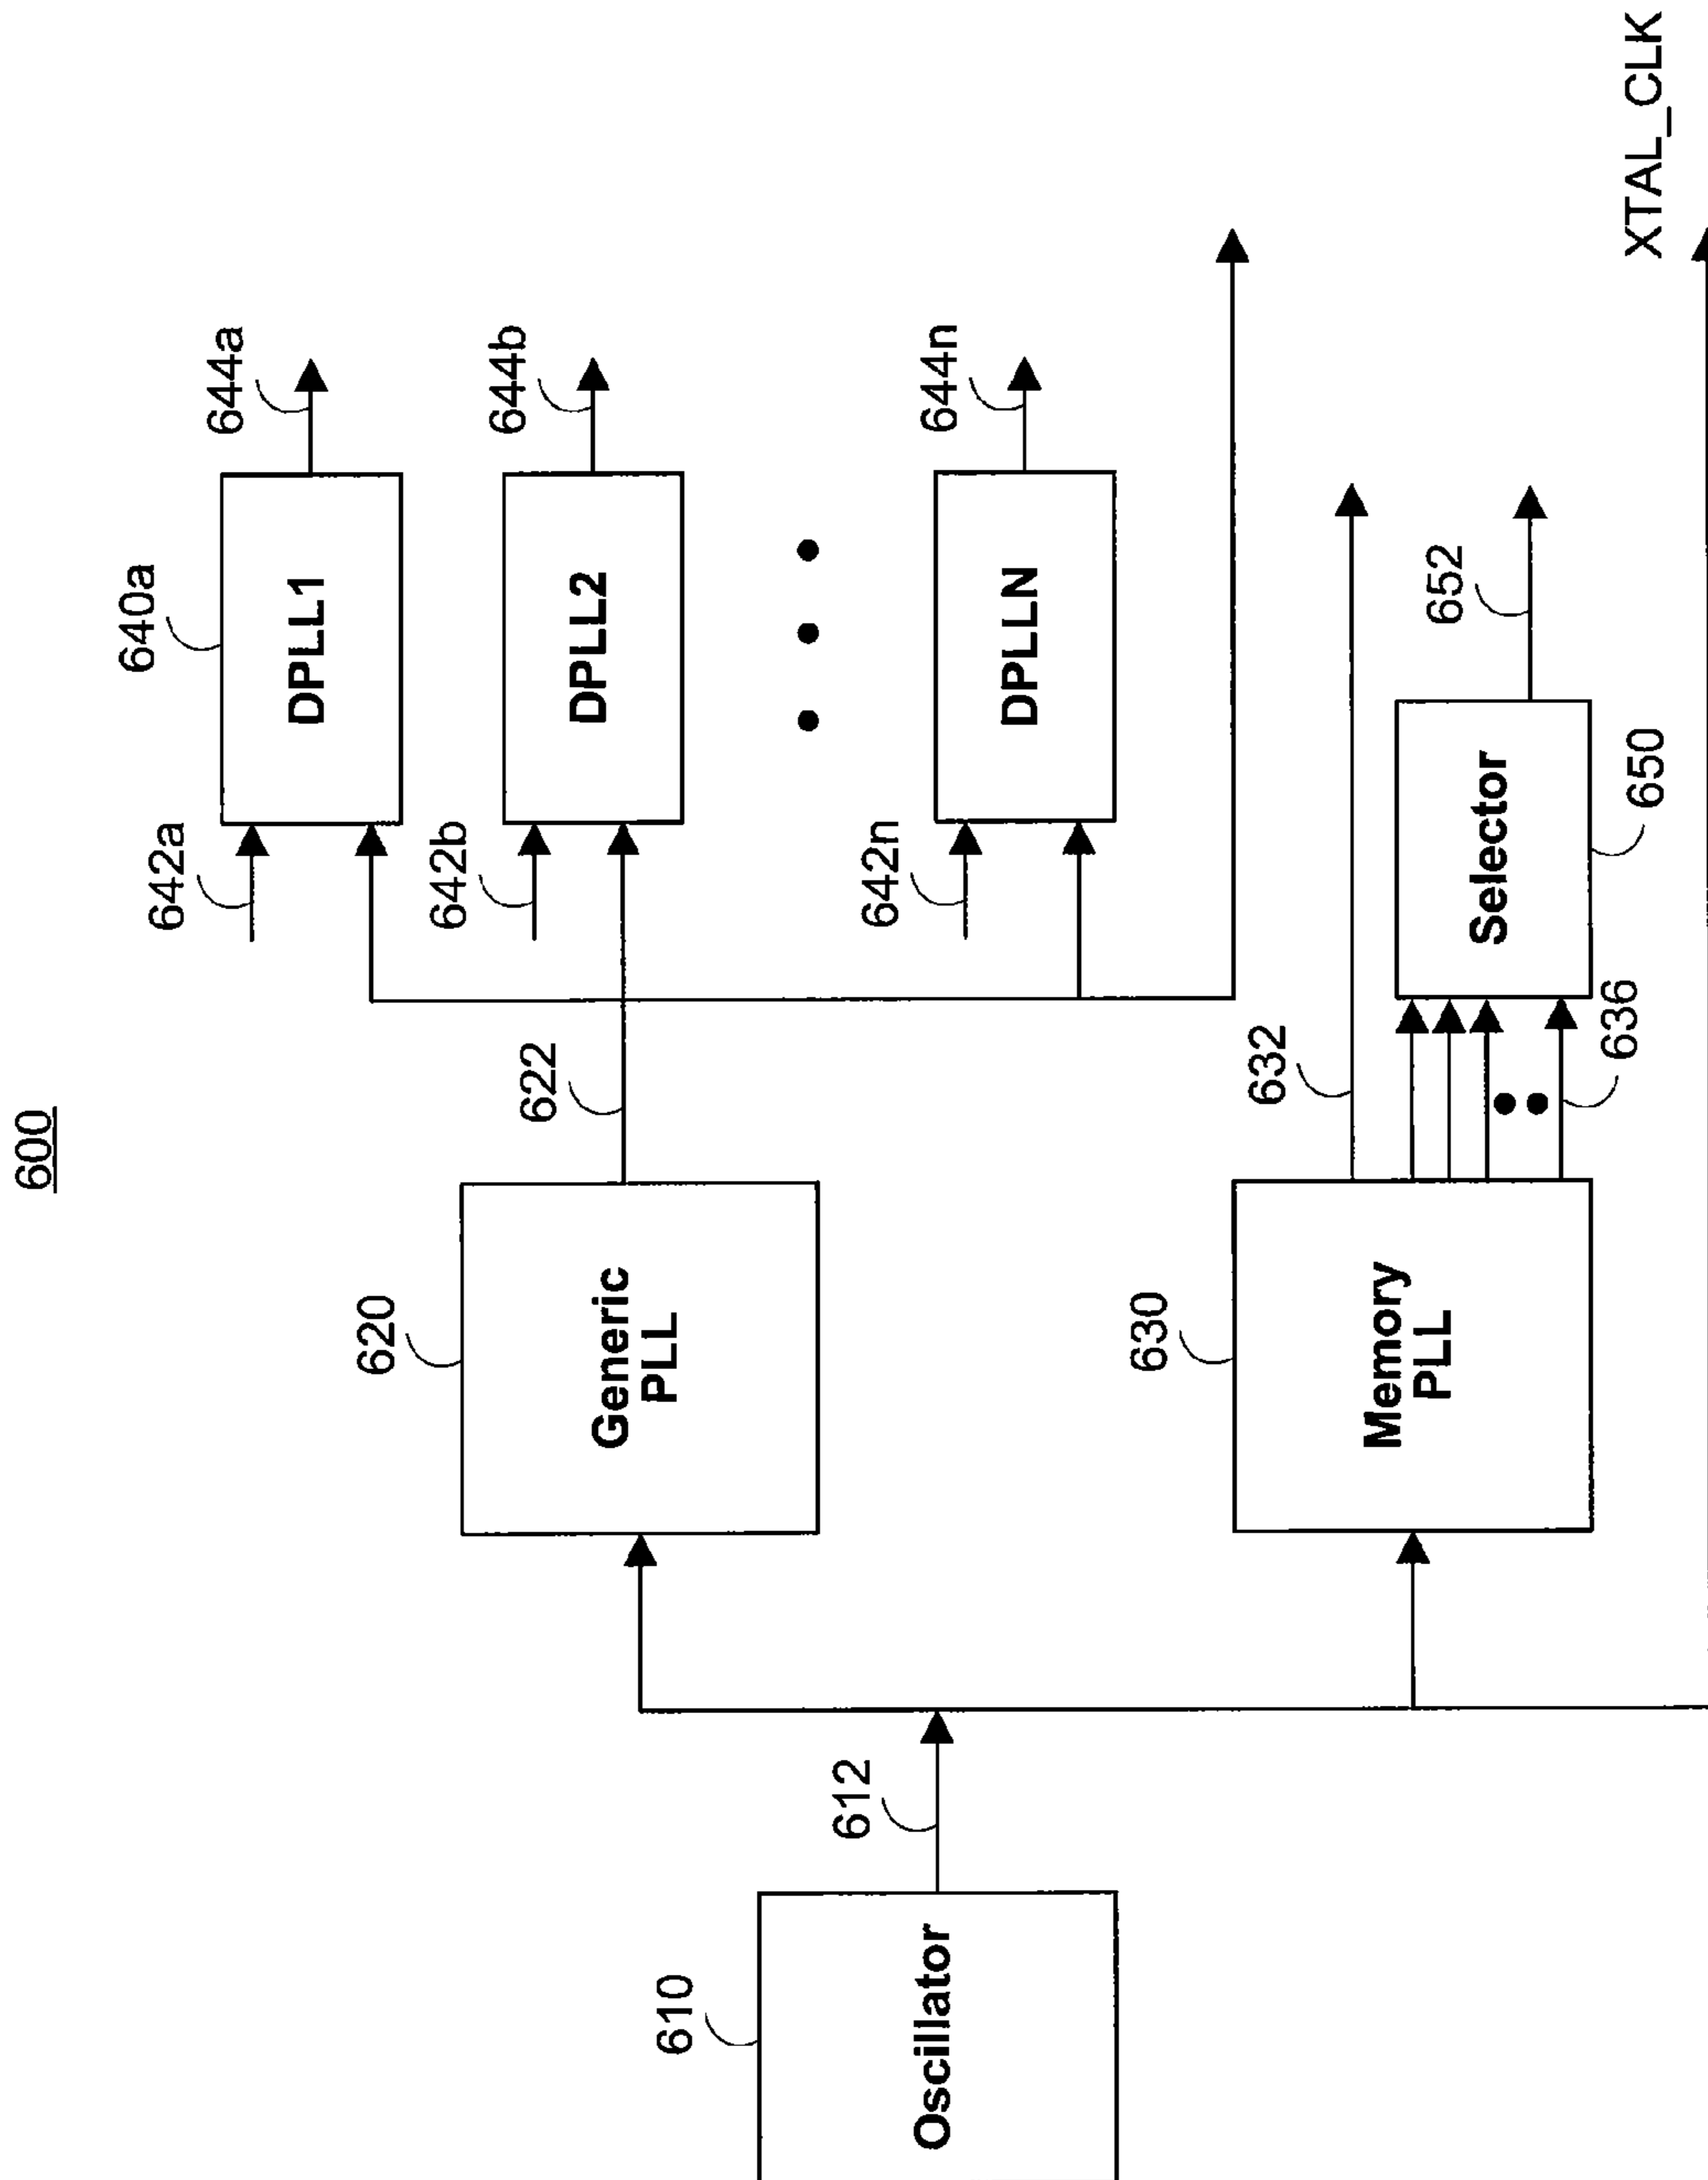 600
640a
642a
DPLL1
644a
642b
DPLL2
644b
622
620
Generic
PLL
642n
DPLLN
644n
610
Oscillator
612
630
Memory
PLL
632
636
Selector
650
652
XTAL_CLK